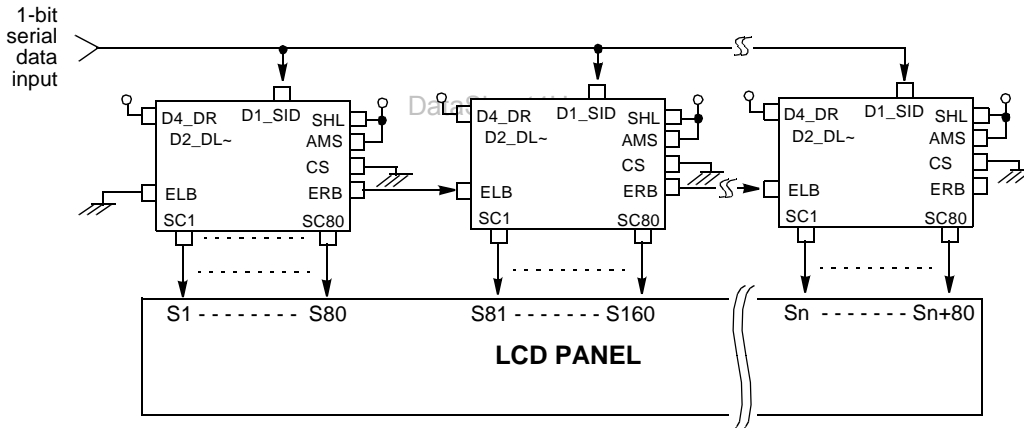 1-bit
serial
data
input
D4_DR
D1_SID
SHL
D2_DL~
AMS
CS
ELB
ERB
SC1
SC80
D4_DR
D1_SID
SHL
D2_DL~
AMS
CS
ELB
ERB
SC1
SC80
D4_DR
D1_SID
SHL
D2_DL~
AMS
CS
ELB
ERB
SC1
SC80
S1 -------- S80
S81 ------- S160
Sn ------- Sn+80
LCD PANEL